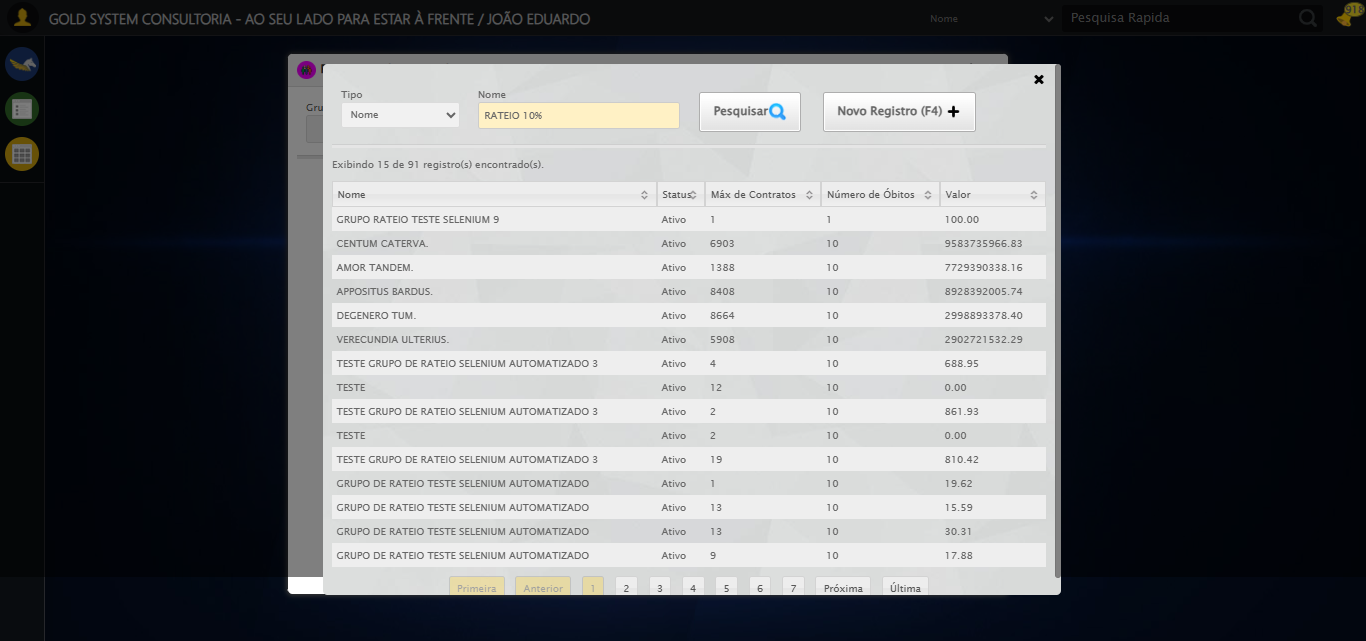 GOLD SYSTEM CONSULTORIA - AO SEU LADO PARA ESTAR À FRENTE / JOÃO EDUARDO
Nome
Pesquisa Rapida
918
Gru
Tipo
Nome
Nome
RATEIO 10%
Pesquisar
Novo Registro (F4)
Exibindo 15 de 91 registro(s) encontrado(s).
Nome Status Máx de Contratos Número de Óbitos Valor
GRUPO RATEIO TESTE SELENIUM 9 Ativo 1 1 100.00
CENTUM CATERVA. Ativo 6903 10 9583735966.83
AMOR TANDEM. Ativo 1388 10 7729390338.16
APPOSITUS BARDUS. Ativo 8408 10 8928392005.74
DEGENERO TUM. Ativo 8664 10 2998893378.40
VERECUNDIA ULTERIUS. Ativo 5908 10 2902721532.29
TESTE GRUPO DE RATEIO SELENIUM AUTOMATIZADO 3 Ativo 4 10 688.95
TESTE Ativo 12 10 0.00
TESTE GRUPO DE RATEIO SELENIUM AUTOMATIZADO 3 Ativo 2 10 861.93
TESTE Ativo 2 10 0.00
TESTE GRUPO DE RATEIO SELENIUM AUTOMATIZADO 3 Ativo 19 10 810.42
GRUPO DE RATEIO TESTE SELENIUM AUTOMATIZADO Ativo 1 10 19.62
GRUPO DE RATEIO TESTE SELENIUM AUTOMATIZADO Ativo 13 10 15.59
GRUPO DE RATEIO TESTE SELENIUM AUTOMATIZADO Ativo 13 10 30.31
GRUPO DE RATEIO TESTE SELENIUM AUTOMATIZADO Ativo 9 10 17.88
Primeira Anterior 1 2 3 4 5 6 7 Próxima Última